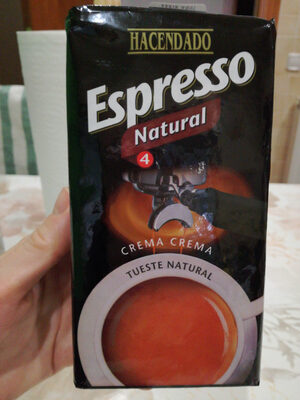 HACENDADO
Espresso
Natural
4
CREMA CREMA
TUESTE NATURAL